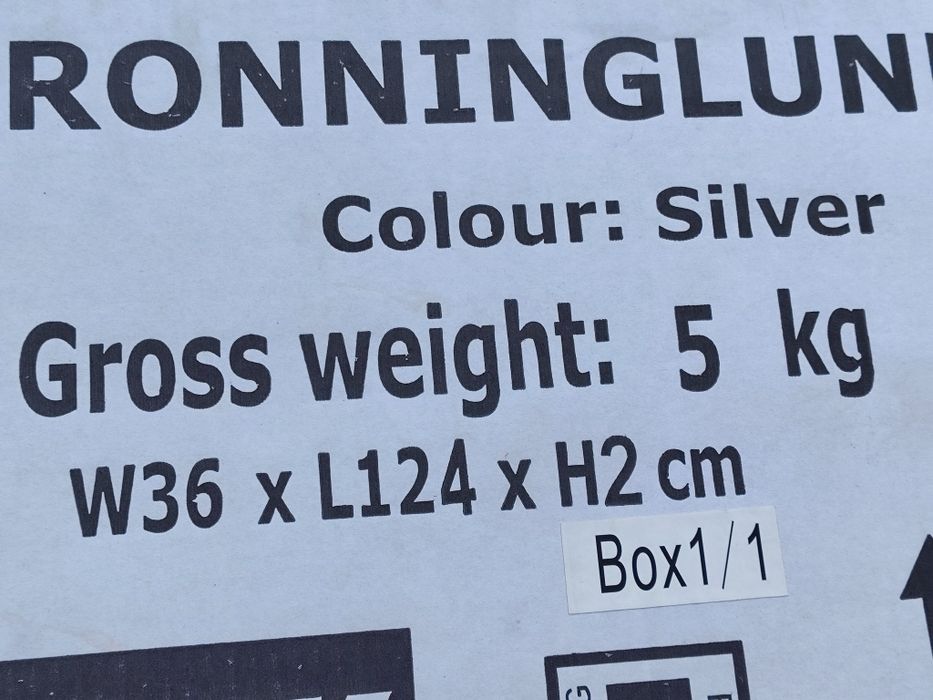 RONNINGLUN
Colour: Silver
Gross weight: 5 kg
W36 x L124 x H2 cm
Box1/1